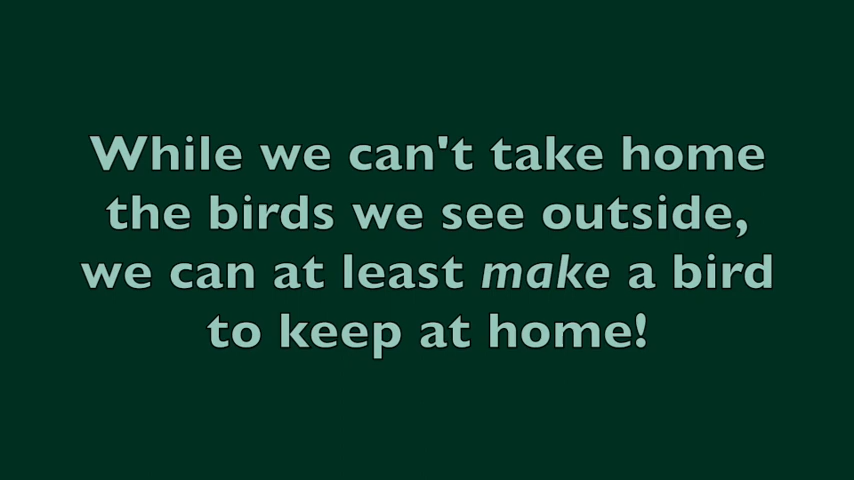 While we can't take home
the birds we see outside,
we can at least make a bird
to keep at home!